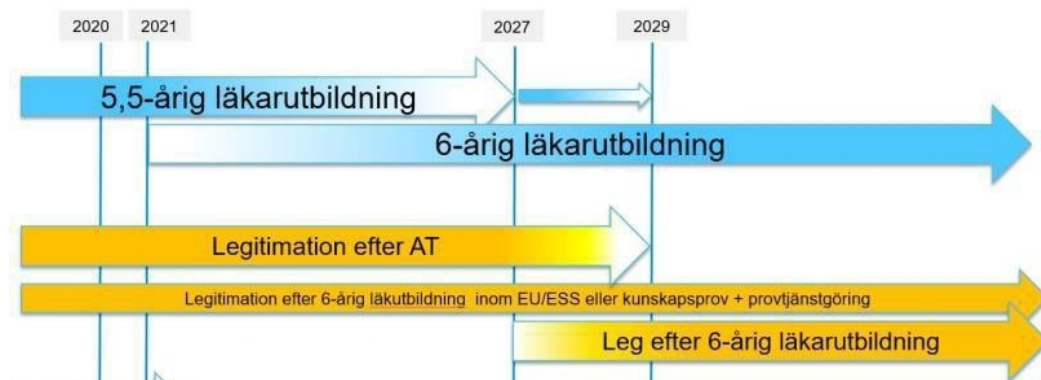 2020
2021
2027
2029
5,5-årig läkarutbildning
6-årig läkarutbildning
Legitimation efter AT
Legitimation efter 6-årig läkutbildning inom EU/ESS eller kunskapsprov + provtjänstgöring
Leg efter 6-årig läkarutbildning